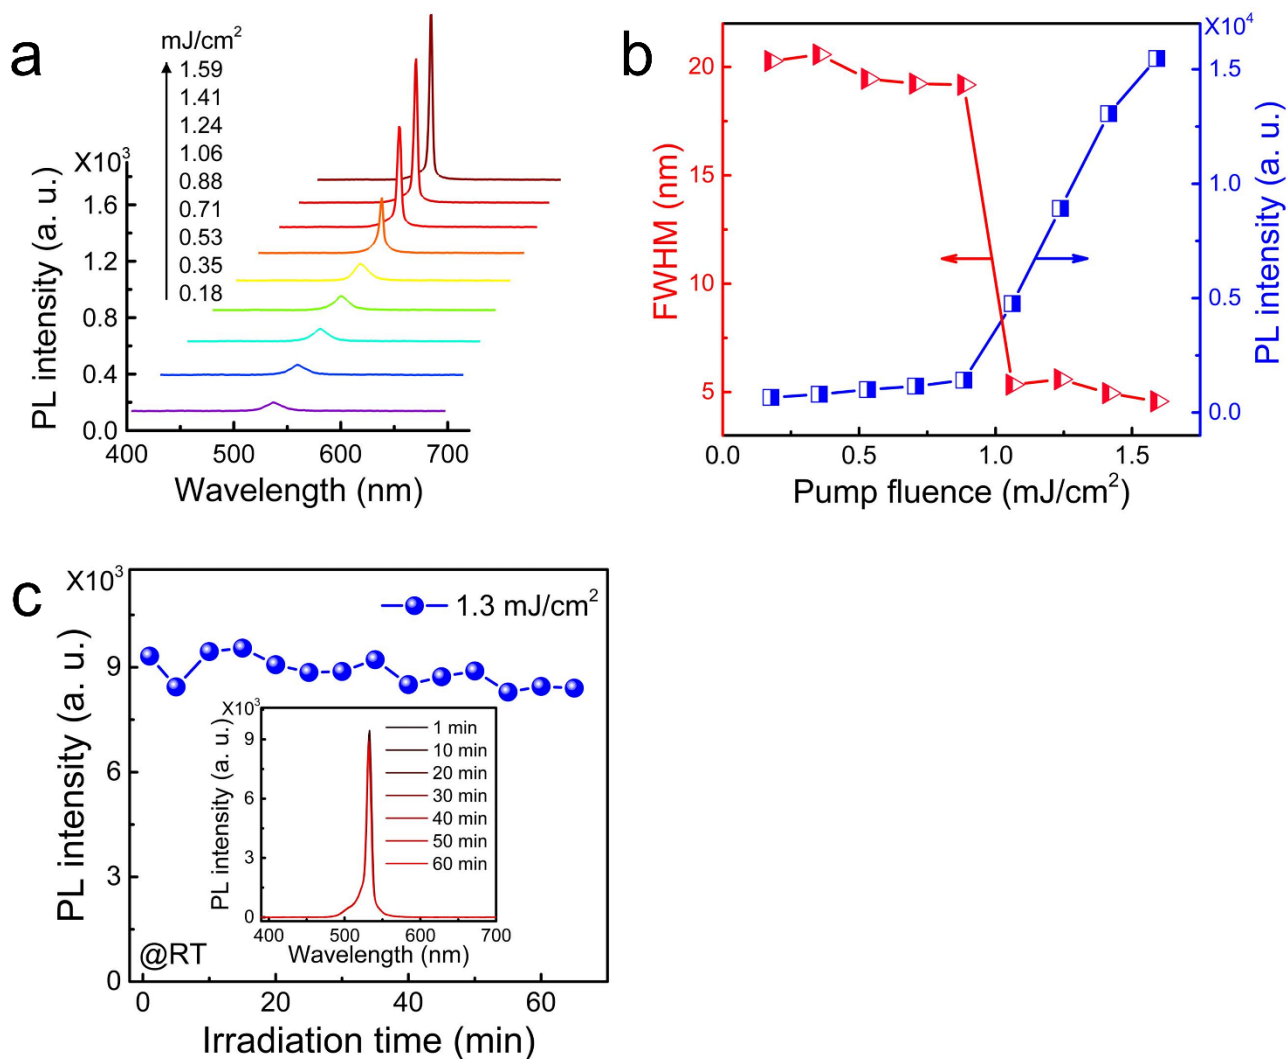 a
mJ/cm²
1.59
1.41
1.24
1.06
0.88
0.71
0.53
0.35
0.18
X10³
1.6
1.2
0.8
0.4
0.0
PL intensity (a. u.)
400 500 600 700
Wavelength (nm)
b
X10⁴
20
15
10
5
FWHM (nm)
1.5
1.0
0.5
0.0
PL intensity (a. u.)
0.0 0.5 1.0 1.5
Pump fluence (mJ/cm²)
c
X10³
1.3 mJ/cm²
9
6
3
0
PL intensity (a. u.)
X10³
9
6
3
0
PL intensity (a. u.)
1 min
10 min
20 min
30 min
40 min
50 min
60 min
400 500 600 700
Wavelength (nm)
@RT
0 20 40 60
Irradiation time (min)